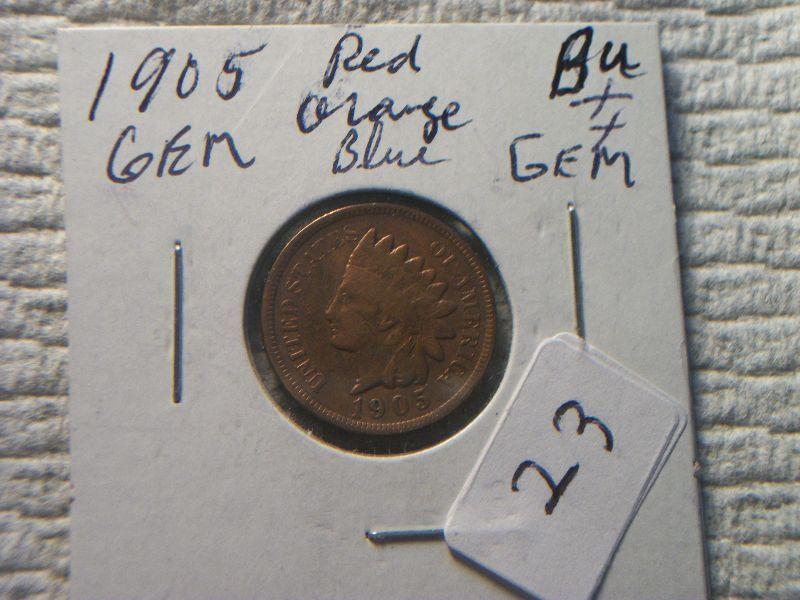 1905 Red Bu
GEM Orange ++
Blue GEM
UNITED STATES OF AMERICA
1905
23